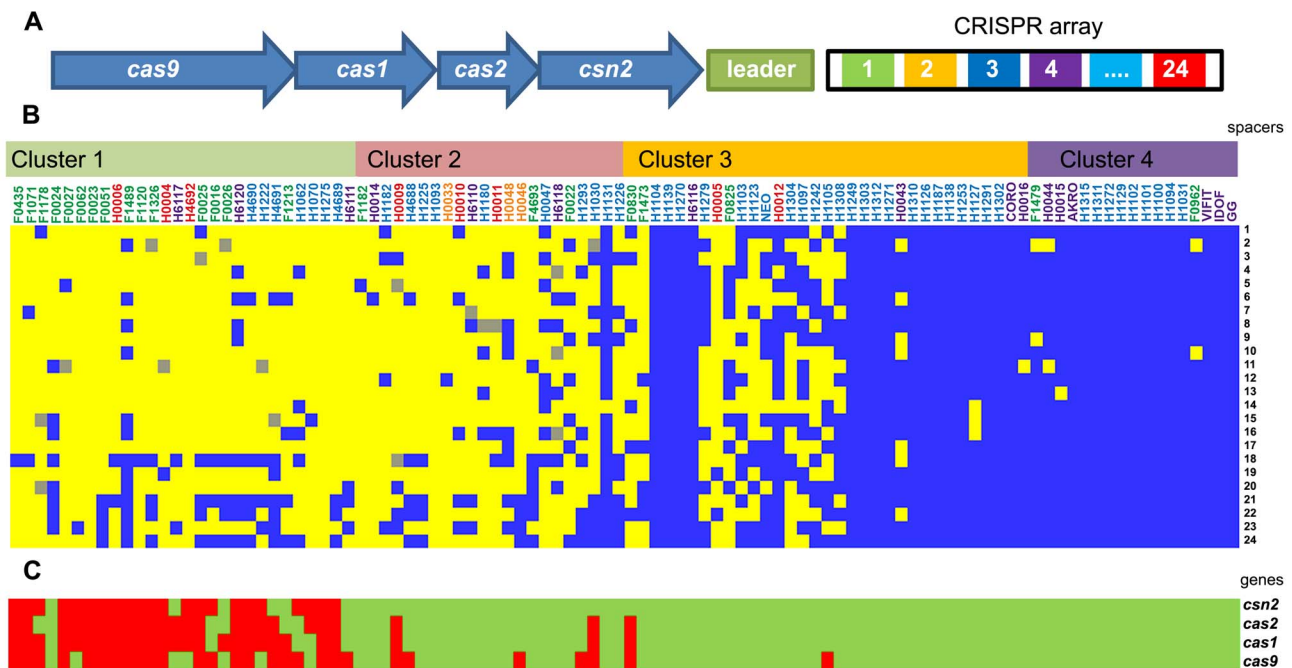 A
CRISPR array
cas9 cas1 cas2 csn2 leader 1 2 3 4 .... 24
B
spacers
Cluster 1 Cluster 2 Cluster 3 Cluster 4
F0435 F1071 F1178 F0024 F0027 F0062 F0023 F0051 H0006 F1489 F1120 F1326 H0004 H6117 H4692 F0025 F0016 F0026 H6120 H4690 H0022 H4691 F1213 H1062 H1070 H1275 H4689 H6111 F1182 H0014 H1182 H0009 H4688 H1225 H1093 H0033 H0010 H6110 H1180 H0011 H0048 H0046 F4693 H0047 H6118 F0022 H1293 H1030 H1131 H1226 F0830 F1473 H1104 H1139 H1270 H6116 H1279 H0005 F0825 H1103 H1123 NEO H0012 H1304 H1097 H1242 H1105 H1108 H1249 H1303 H1312 H1271 H0043 H1310 H1126 H1267 H1137 H1138 H1253 H1127 H1291 H1302 CORO H0016 F1479 H0044 H0015 AKRO H1315 H1311 H1272 H1129 H1102 H1101 H1100 H1094 H1031 F0962 VIFIT IDOF GG
1
2
3
4
5
6
7
8
9
10
11
12
13
14
15
16
17
18
19
20
21
22
23
24
C
genes
csn2
cas2
cas1
cas9